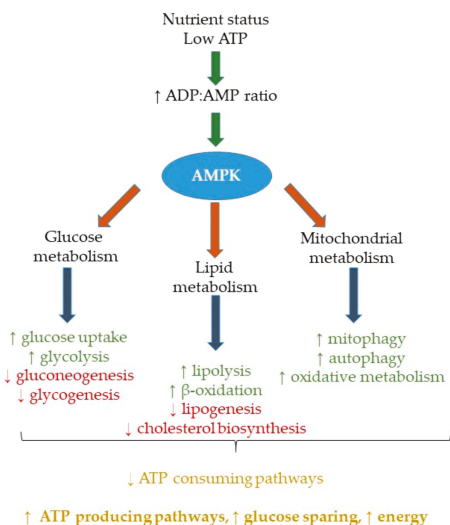 Nutrient status
Low ATP
↑ ADP:AMP ratio
AMPK
Glucose
metabolism
Lipid
metabolism
Mitochondrial
metabolism
↑ glucose uptake
↑ glycolysis
↓ gluconeogenesis
↓ glycogenesis
↑ lipolysis
↑ β-oxidation
↓ lipogenesis
↓ cholesterol biosynthesis
↑ mitophagy
↑ autophagy
↑ oxidative metabolism
↓ ATP consuming pathways
↑ ATP producing pathways, ↑ glucose sparing, ↑ energy